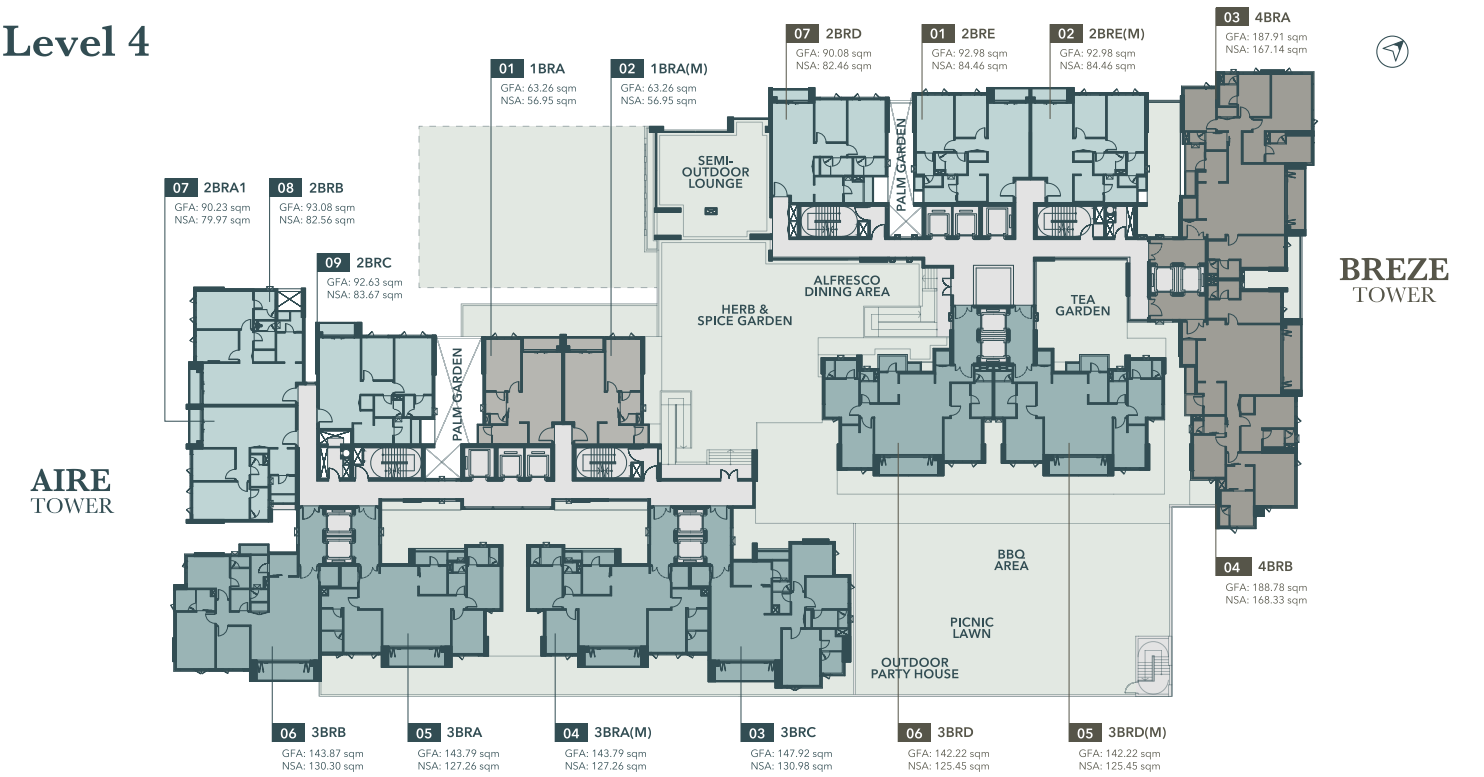 Level 4
07 2BRD
GFA: 90.08 sqm
NSA: 82.46 sqm
01 2BRE
GFA: 92.98 sqm
NSA: 84.46 sqm
02 2BRE(M)
GFA: 92.98 sqm
NSA: 84.46 sqm
03 4BRA
GFA: 187.91 sqm
NSA: 167.14 sqm
01 1BRA
GFA: 63.26 sqm
NSA: 56.95 sqm
02 1BRA(M)
GFA: 63.26 sqm
NSA: 56.95 sqm
07 2BRA1
GFA: 90.23 sqm
NSA: 79.97 sqm
08 2BRB
GFA: 93.08 sqm
NSA: 82.56 sqm
09 2BRC
GFA: 92.63 sqm
NSA: 83.67 sqm
SEMI-
OUTDOOR
LOUNGE
PALM GARDEN
ALFRESCO
DINING AREA
HERB &
SPICE GARDEN
TEA
GARDEN
BREZE
TOWER
PALM GARDEN
AIRE
TOWER
BBQ
AREA
PICNIC
LAWN
OUTDOOR
PARTY HOUSE
04 4BRB
GFA: 188.78 sqm
NSA: 168.33 sqm
06 3BRB
GFA: 143.87 sqm
NSA: 130.30 sqm
05 3BRA
GFA: 143.79 sqm
NSA: 127.26 sqm
04 3BRA(M)
GFA: 143.79 sqm
NSA: 127.26 sqm
03 3BRC
GFA: 147.92 sqm
NSA: 130.98 sqm
06 3BRD
GFA: 142.22 sqm
NSA: 125.45 sqm
05 3BRD(M)
GFA: 142.22 sqm
NSA: 125.45 sqm